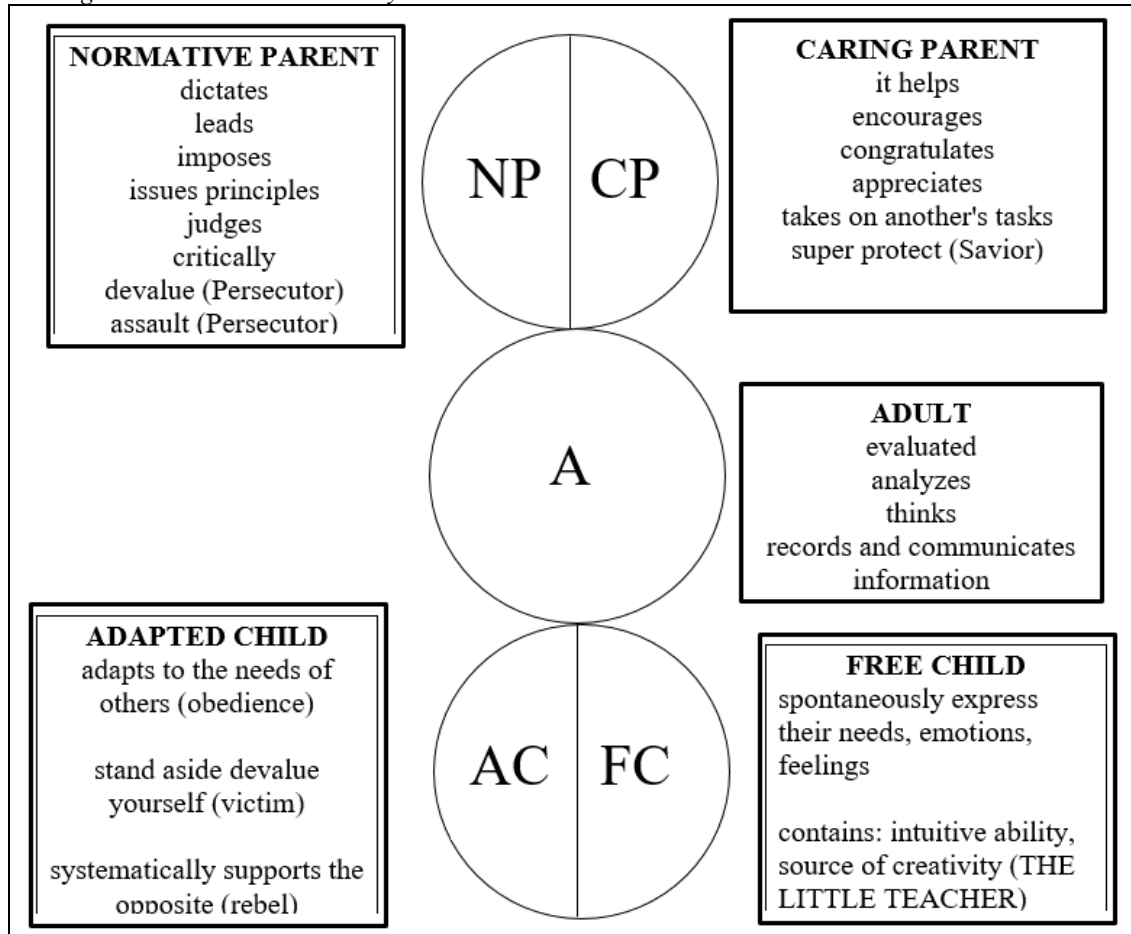 NORMATIVE PARENT
dictates
leads
imposes
issues principles
judges
critically
devalue (Persecutor)
assault (Persecutor)
NP
CP
CARING PARENT
it helps
encourages
congratulates
appreciates
takes on another's tasks
super protect (Savior)
A
ADULT
evaluated
analyzes
thinks
records and communicates
information
ADAPTED CHILD
adapts to the needs of
others (obedience)
stand aside devalue
yourself (victim)
systematically supports the
opposite (rebel)
AC
FC
FREE CHILD
spontaneously express
their needs, emotions,
feelings
contains: intuitive ability,
source of creativity (THE
LITTLE TEACHER)